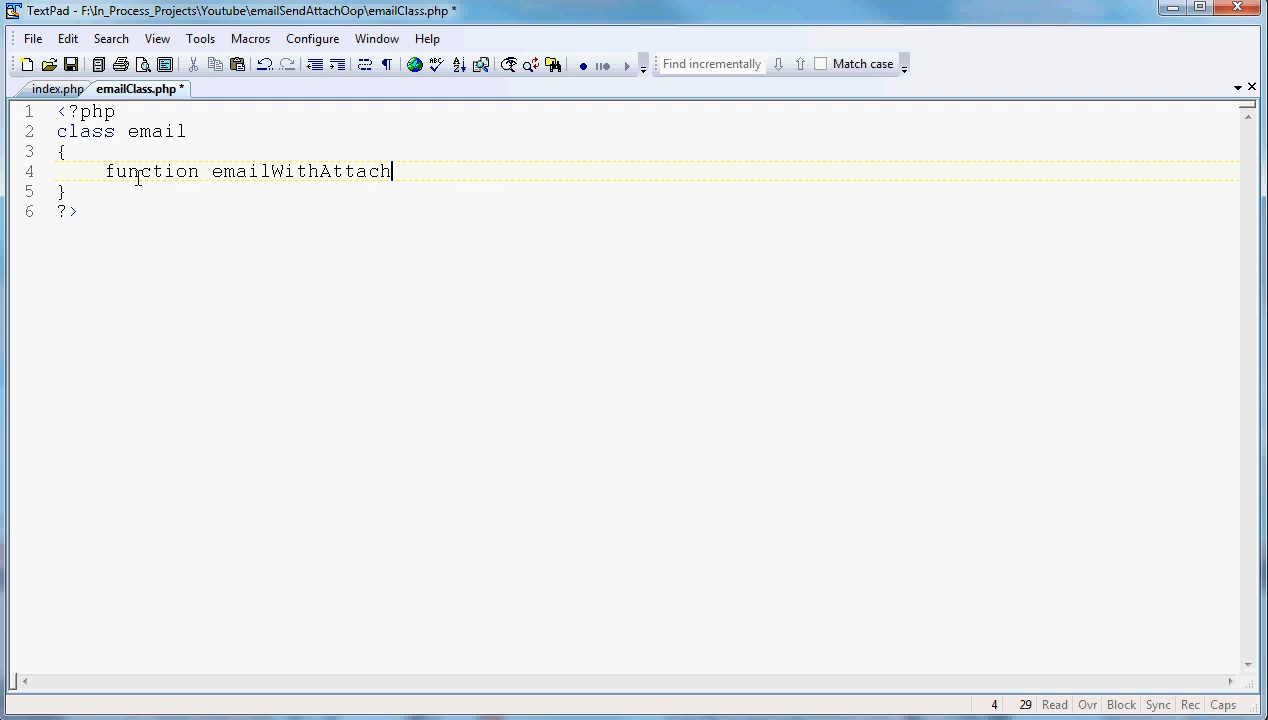 TextPad - F:\In_Process_Projects\Youtube\emailSendAttachOop\emailClass.php *
File Edit Search View Tools Macros Configure Window Help
Find incrementally Match case
index.php emailClass.php *
1 <?php
2 class email
3 {
4 function emailWithAttach
5 }
6 ?>
4 29 Read Ovr Block Sync Rec Caps